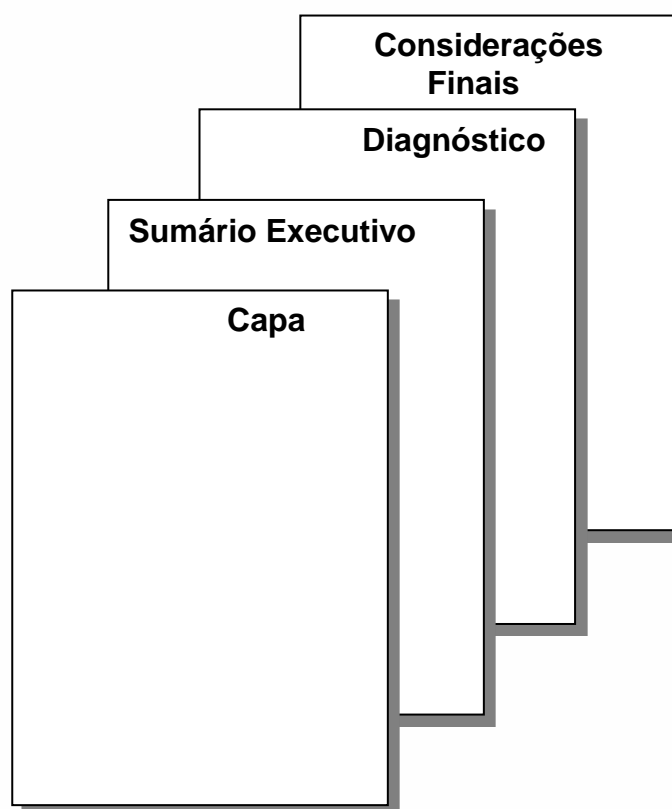 Considerações
Finais
Diagnóstico
Sumário Executivo
Capa